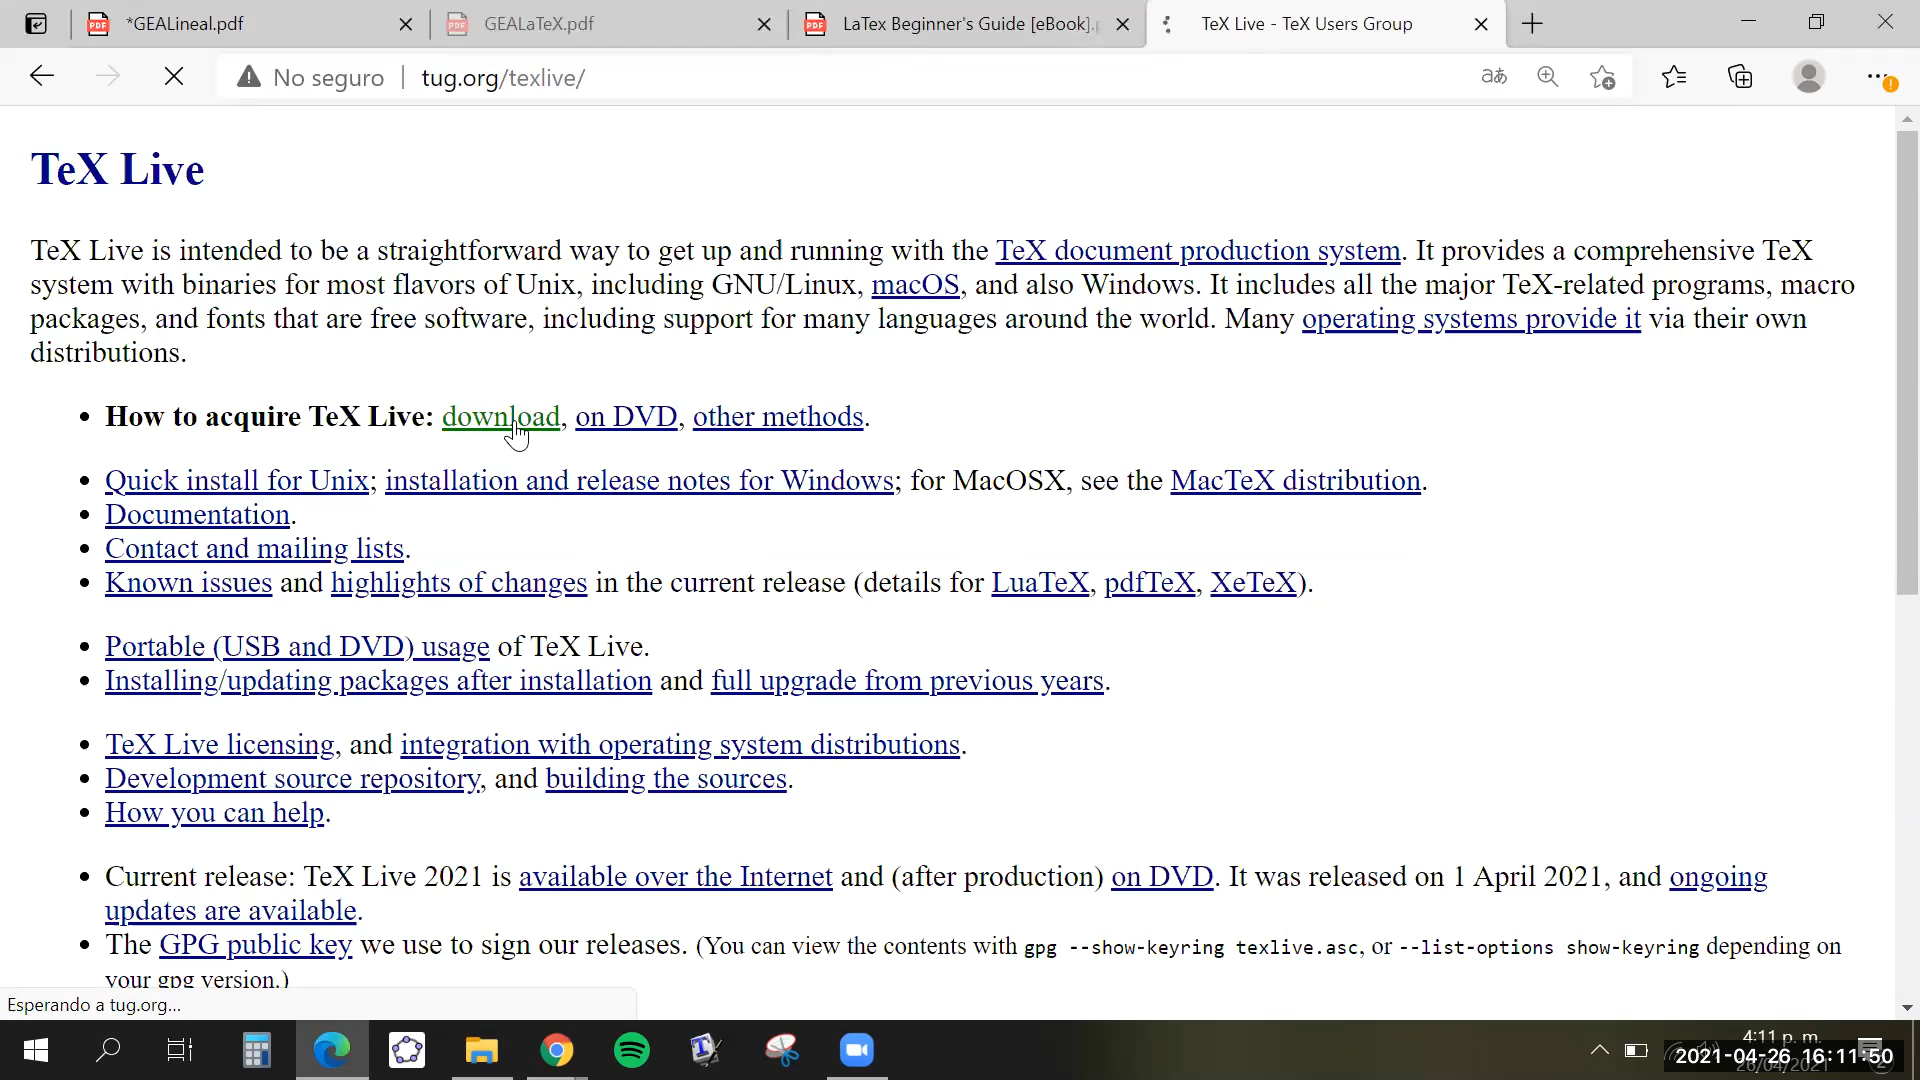 *GEALineal.pdf
GEALaTeX.pdf
LaTex Beginner's Guide [eBook].
TeX Live - TeX Users Group
No seguro
tug.org/texlive/
TeX Live
TeX Live is intended to be a straightforward way to get up and running with the TeX document production system. It provides a comprehensive TeX
system with binaries for most flavors of Unix, including GNU/Linux, macOS, and also Windows. It includes all the major TeX-related programs, macro
packages, and fonts that are free software, including support for many languages around the world. Many operating systems provide it via their own
distributions.
• How to acquire TeX Live: download, on DVD, other methods.
• Quick install for Unix; installation and release notes for Windows; for MacOSX, see the MacTeX distribution.
• Documentation.
• Contact and mailing lists.
• Known issues and highlights of changes in the current release (details for LuaTeX, pdfTeX, XeTeX).
• Portable (USB and DVD) usage of TeX Live.
• Installing/updating packages after installation and full upgrade from previous years.
• TeX Live licensing, and integration with operating system distributions.
• Development source repository, and building the sources.
• How you can help.
• Current release: TeX Live 2021 is available over the Internet and (after production) on DVD. It was released on 1 April 2021, and ongoing
updates are available.
• The GPG public key we use to sign our releases. (You can view the contents with gpg --show-keyring texlive.asc, or --list-options show-keyring depending on
your gpg version.)
Esperando a tug.org...
4:11 p. m.
2021-04-26 16:11:50
26/04/2021